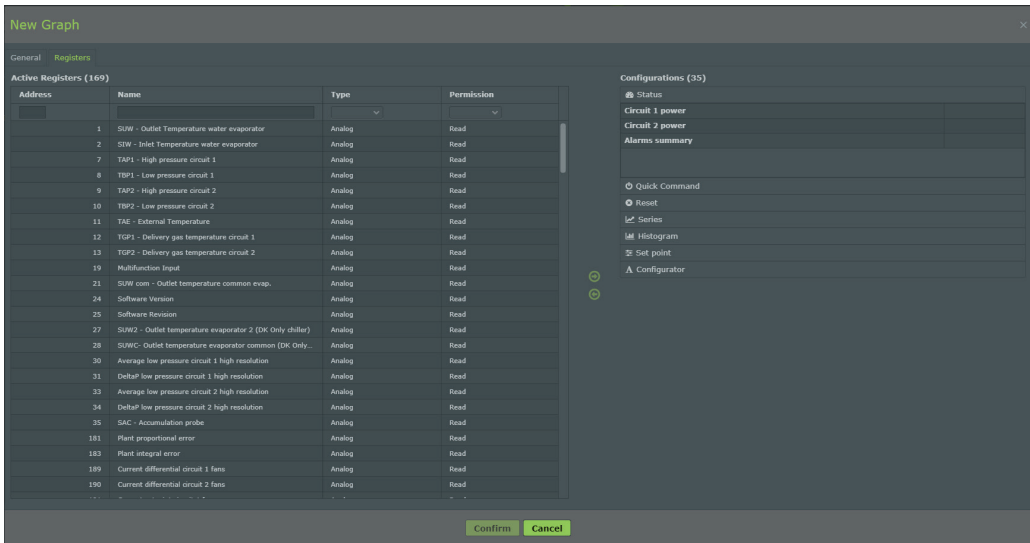 New Graph
×
General Registers
Active Registers (169)
Address Name Type Permission
1 SUW - Outlet Temperature water evaporator Analog Read
2 SIW - Inlet Temperature water evaporator Analog Read
7 TAP1 - High pressure circuit 1 Analog Read
8 TBP1 - Low pressure circuit 1 Analog Read
9 TAP2 - High pressure circuit 2 Analog Read
10 TBP2 - Low pressure circuit 2 Analog Read
11 TAE - External Temperature Analog Read
12 TGP1 - Delivery gas temperature circuit 1 Analog Read
13 TGP2 - Delivery gas temperature circuit 2 Analog Read
19 Multifunction Input Analog Read
21 SUW com - Outlet temperature common evap. Analog Read
24 Software Version Analog Read
25 Software Revision Analog Read
27 SUW2 - Outlet temperature evaporator 2 (DK Only chiller) Analog Read
28 SUWC- Outlet temperature evaporator common (DK Only... Analog Read
30 Average low pressure circuit 1 high resolution Analog Read
31 DeltaP low pressure circuit 1 high resolution Analog Read
33 Average low pressure circuit 2 high resolution Analog Read
34 DeltaP low pressure circuit 2 high resolution Analog Read
35 SAC - Accumulation probe Analog Read
181 Plant proportional error Analog Read
183 Plant integral error Analog Read
189 Current differential circuit 1 fans Analog Read
190 Current differential circuit 2 fans Analog Read
Configurations (35)
Status
Circuit 1 power
Circuit 2 power
Alarms summary
Quick Command
Reset
Series
Histogram
Set point
A Configurator
Confirm Cancel